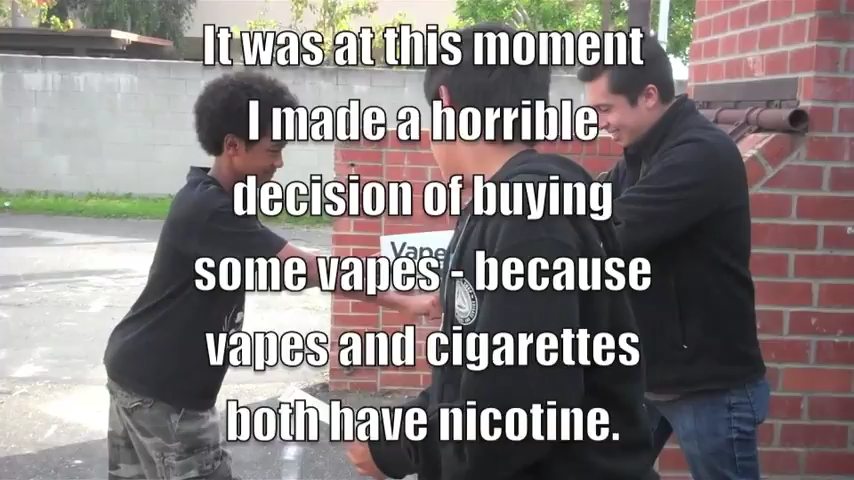 It was at this moment
I made a horrible
decision of buying
some vapes - because
vapes and cigarettes
both have nicotine.
Vape